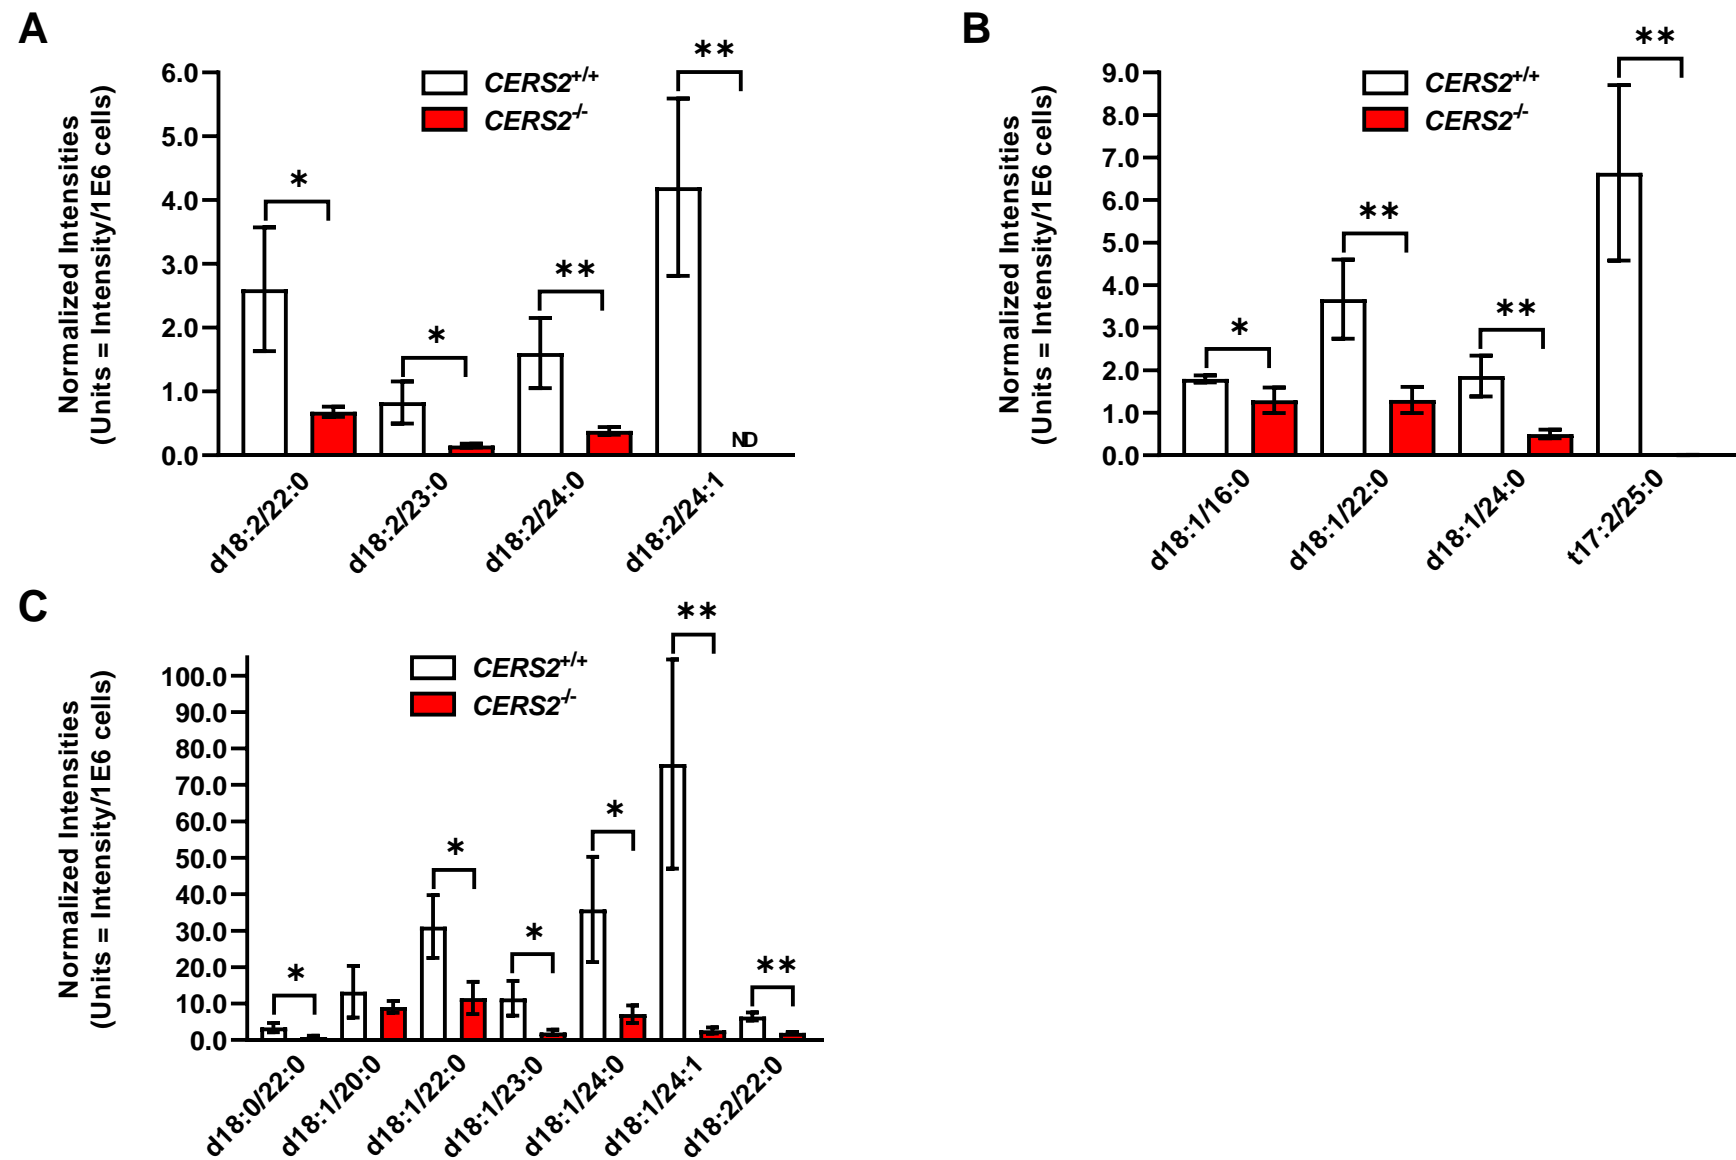 A
Normalized Intensities
(Units = Intensity/1E6 cells)
6.0
5.0
4.0
3.0
2.0
1.0
0.0
CERS2+/+
CERS2-/-
*
*
**
**
ND
d18:2/22:0
d18:2/23:0
d18:2/24:0
d18:2/24:1
B
Normalized Intensities
(Units = Intensity/1E6 cells)
9.0
8.0
7.0
6.0
5.0
4.0
3.0
2.0
1.0
0.0
CERS2+/+
CERS2-/-
*
**
**
**
d18:1/16:0
d18:1/22:0
d18:1/24:0
t17:2/25:0
C
Normalized Intensities
(Units = Intensity/1E6 cells)
100.0
90.0
80.0
70.0
60.0
50.0
40.0
30.0
20.0
10.0
0.0
CERS2+/+
CERS2-/-
*
*
*
*
**
**
d18:0/22:0
d18:1/20:0
d18:1/22:0
d18:1/23:0
d18:1/24:0
d18:1/24:1
d18:2/22:0